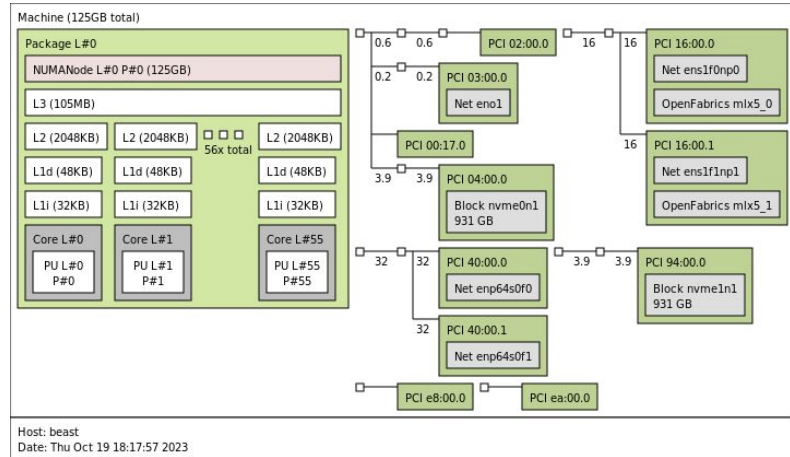 Machine (125GB total)
Package L#0
NUMANode L#0 P#0 (125GB)
L3 (105MB)
L2 (2048KB) L2 (2048KB) L2 (2048KB)
56x total
L1d (48KB) L1d (48KB) L1d (48KB)
L1i (32KB) L1i (32KB) L1i (32KB)
Core L#0 Core L#1 Core L#55
PU L#0 PU L#1 PU L#55
P#0 P#1 P#55
0.6 0.6 PCI 02:00.0
0.2 0.2 PCI 03:00.0
Net eno1
PCI 00:17.0
3.9 3.9 PCI 04:00.0
Block nvme0n1
931 GB
16 16 PCI 16:00.0
Net ens1f0np0
OpenFabrics mlx5_0
16 PCI 16:00.1
Net ens1f1np1
OpenFabrics mlx5_1
32 32 PCI 40:00.0
Net enp64s0f0
32 PCI 40:00.1
Net enp64s0f1
3.9 3.9 PCI 94:00.0
Block nvme1n1
931 GB
PCI e8:00.0 PCI ea:00.0
Host: beast
Date: Thu Oct 19 18:17:57 2023